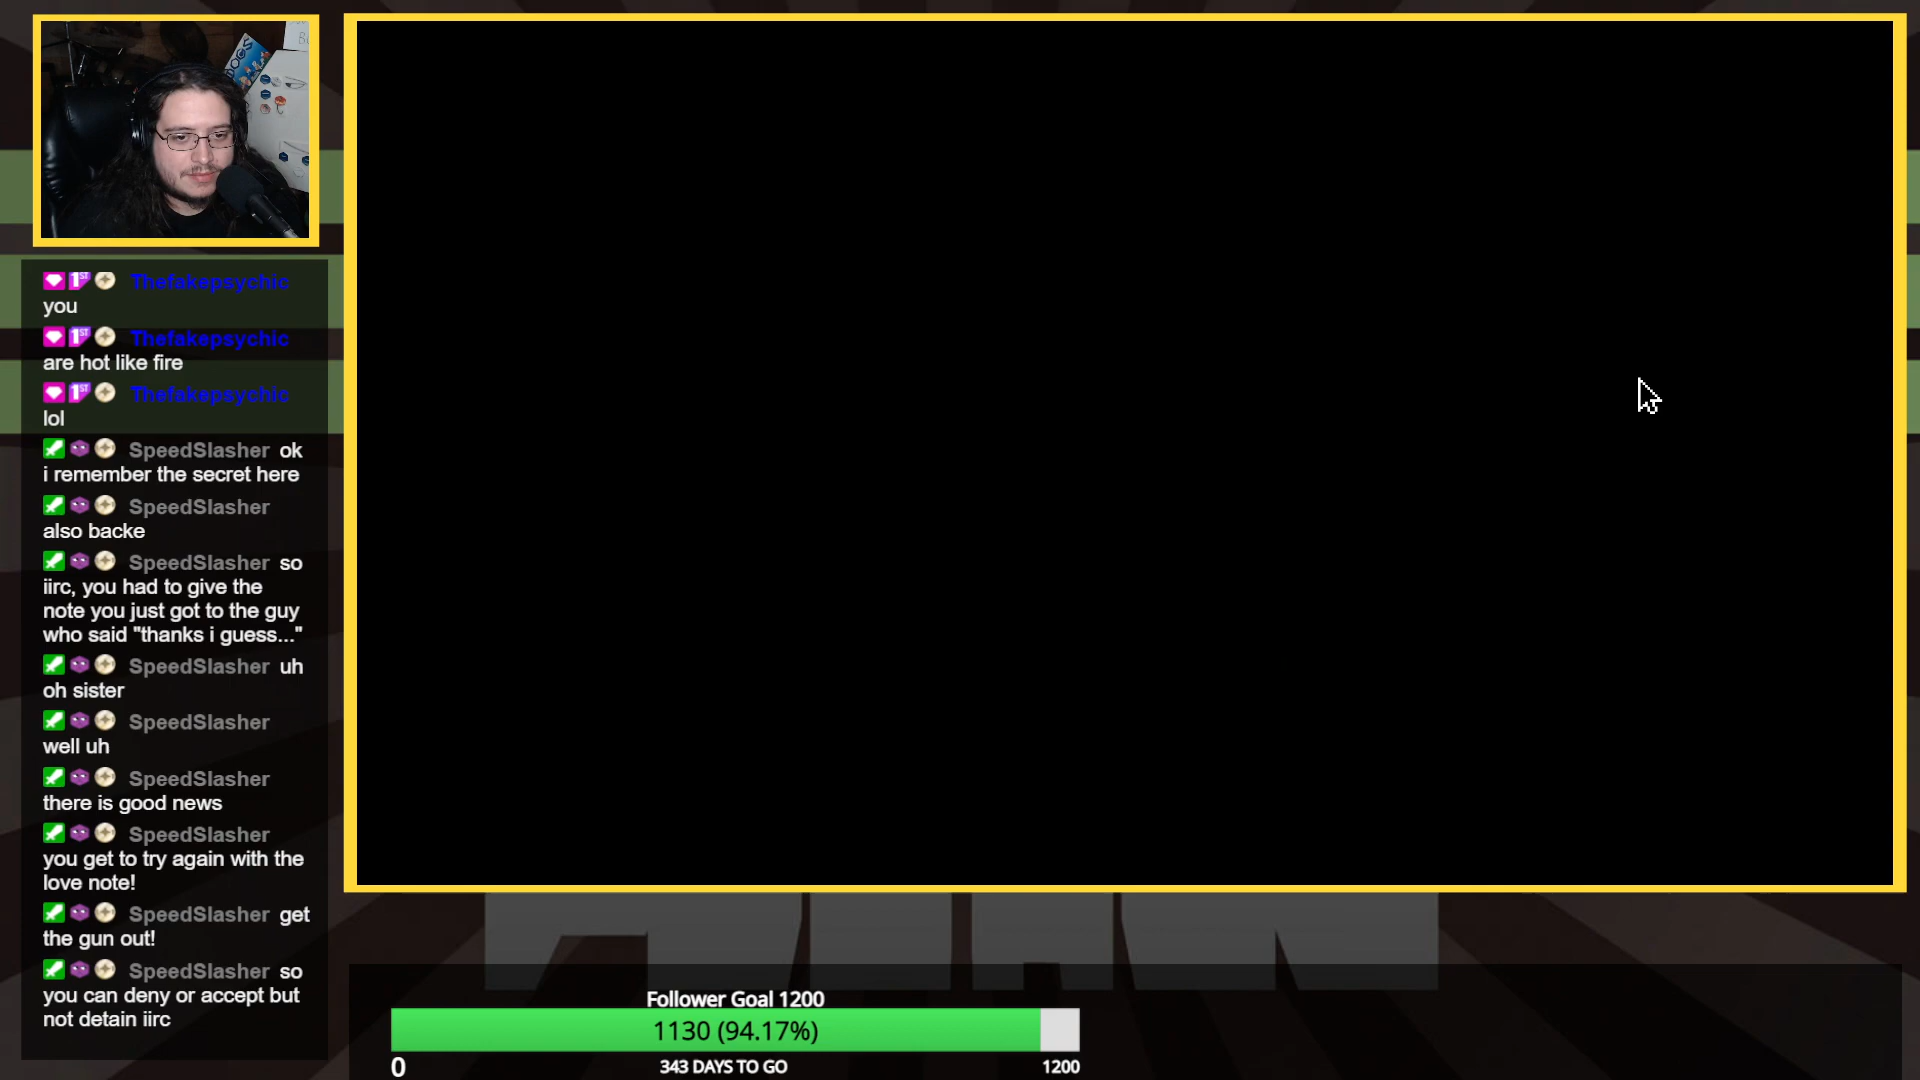 DOGS
B
Thefakepsychic
you
Thefakepsychic
are hot like fire
Thefakepsychic
lol
SpeedSlasher ok
i remember the secret here
SpeedSlasher
also backe
SpeedSlasher so
iirc, you had to give the
note you just got to the guy
who said "thanks i guess..."
SpeedSlasher uh
oh sister
SpeedSlasher
well uh
SpeedSlasher
there is good news
SpeedSlasher
you get to try again with the
love note!
SpeedSlasher get
the gun out!
SpeedSlasher so
you can deny or accept but
not detain iirc
Follower Goal 1200
1130 (94.17%)
0 343 DAYS TO GO 1200